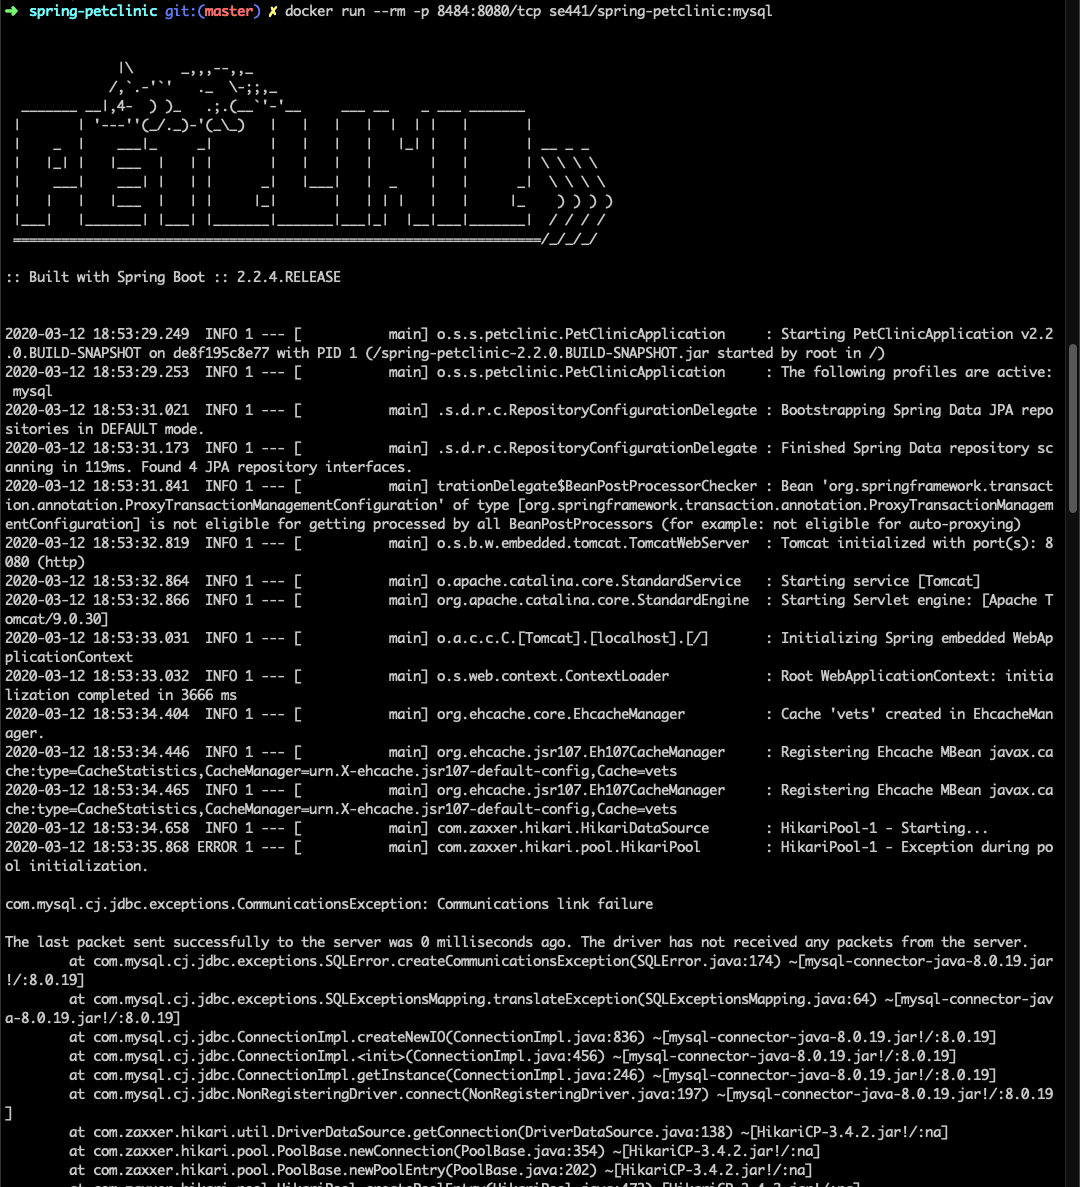 ➜  spring-petclinic git:(master) ✗ docker run --rm -p 8484:8080/tcp se441/spring-petclinic:mysql
:: Built with Spring Boot :: 2.2.4.RELEASE
2020-03-12 18:53:29.249  INFO 1 --- [           main] o.s.s.petclinic.PetClinicApplication     : Starting PetClinicApplication v2.2
.0.BUILD-SNAPSHOT on de8f195c8e77 with PID 1 (/spring-petclinic-2.2.0.BUILD-SNAPSHOT.jar started by root in /)
2020-03-12 18:53:29.253  INFO 1 --- [           main] o.s.s.petclinic.PetClinicApplication     : The following profiles are active:
 mysql
2020-03-12 18:53:31.021  INFO 1 --- [           main] .s.d.r.c.RepositoryConfigurationDelegate : Bootstrapping Spring Data JPA repo
sitories in DEFAULT mode.
2020-03-12 18:53:31.173  INFO 1 --- [           main] .s.d.r.c.RepositoryConfigurationDelegate : Finished Spring Data repository sc
anning in 119ms. Found 4 JPA repository interfaces.
2020-03-12 18:53:31.841  INFO 1 --- [           main] trationDelegate$BeanPostProcessorChecker : Bean 'org.springframework.transact
ion.annotation.ProxyTransactionManagementConfiguration' of type [org.springframework.transaction.annotation.ProxyTransactionManagem
entConfiguration] is not eligible for getting processed by all BeanPostProcessors (for example: not eligible for auto-proxying)
2020-03-12 18:53:32.819  INFO 1 --- [           main] o.s.b.w.embedded.tomcat.TomcatWebServer  : Tomcat initialized with port(s): 8
080 (http)
2020-03-12 18:53:32.864  INFO 1 --- [           main] o.apache.catalina.core.StandardService   : Starting service [Tomcat]
2020-03-12 18:53:32.866  INFO 1 --- [           main] org.apache.catalina.core.StandardEngine  : Starting Servlet engine: [Apache T
omcat/9.0.30]
2020-03-12 18:53:33.031  INFO 1 --- [           main] o.a.c.c.C.[Tomcat].[localhost].[/]       : Initializing Spring embedded WebAp
plicationContext
2020-03-12 18:53:33.032  INFO 1 --- [           main] o.s.web.context.ContextLoader            : Root WebApplicationContext: initia
lization completed in 3666 ms
2020-03-12 18:53:34.404  INFO 1 --- [           main] org.ehcache.core.EhcacheManager          : Cache 'vets' created in EhcacheMan
ager.
2020-03-12 18:53:34.446  INFO 1 --- [           main] org.ehcache.jsr107.Eh107CacheManager     : Registering Ehcache MBean javax.ca
che:type=CacheStatistics,CacheManager=urn.X-ehcache.jsr107-default-config,Cache=vets
2020-03-12 18:53:34.465  INFO 1 --- [           main] org.ehcache.jsr107.Eh107CacheManager     : Registering Ehcache MBean javax.ca
che:type=CacheStatistics,CacheManager=urn.X-ehcache.jsr107-default-config,Cache=vets
2020-03-12 18:53:34.658  INFO 1 --- [           main] com.zaxxer.hikari.HikariDataSource       : HikariPool-1 - Starting...
2020-03-12 18:53:35.868 ERROR 1 --- [           main] com.zaxxer.hikari.pool.HikariPool        : HikariPool-1 - Exception during po
ol initialization.
com.mysql.cj.jdbc.exceptions.CommunicationsException: Communications link failure
The last packet sent successfully to the server was 0 milliseconds ago. The driver has not received any packets from the server.
        at com.mysql.cj.jdbc.exceptions.SQLError.createCommunicationsException(SQLError.java:174) ~[mysql-connector-java-8.0.19.jar
!/:8.0.19]
        at com.mysql.cj.jdbc.exceptions.SQLExceptionsMapping.translateException(SQLExceptionsMapping.java:64) ~[mysql-connector-jav
a-8.0.19.jar!/:8.0.19]
        at com.mysql.cj.jdbc.ConnectionImpl.createNewIO(ConnectionImpl.java:836) ~[mysql-connector-java-8.0.19.jar!/:8.0.19]
        at com.mysql.cj.jdbc.ConnectionImpl.<init>(ConnectionImpl.java:456) ~[mysql-connector-java-8.0.19.jar!/:8.0.19]
        at com.mysql.cj.jdbc.ConnectionImpl.getInstance(ConnectionImpl.java:246) ~[mysql-connector-java-8.0.19.jar!/:8.0.19]
        at com.mysql.cj.jdbc.NonRegisteringDriver.connect(NonRegisteringDriver.java:197) ~[mysql-connector-java-8.0.19.jar!/:8.0.19
]
        at com.zaxxer.hikari.util.DriverDataSource.getConnection(DriverDataSource.java:138) ~[HikariCP-3.4.2.jar!/:na]
        at com.zaxxer.hikari.pool.PoolBase.newConnection(PoolBase.java:354) ~[HikariCP-3.4.2.jar!/:na]
        at com.zaxxer.hikari.pool.PoolBase.newPoolEntry(PoolBase.java:202) ~[HikariCP-3.4.2.jar!/:na]